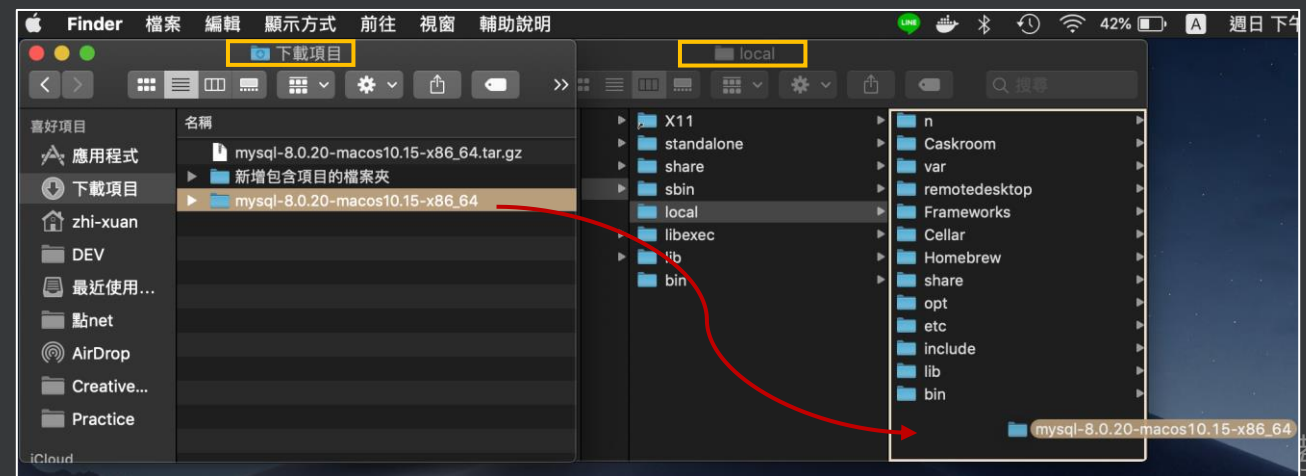 Finder 檔案 編輯 顯示方式 前往 視窗 輔助說明 LINE 42% A 週日 下午
下載項目
local
搜尋
喜好項目
應用程式
下載項目
zhi-xuan
DEV
最近使用...
點net
AirDrop
Creative...
Practice
iCloud
名稱
mysql-8.0.20-macos10.15-x86_64.tar.gz
新增包含項目的檔案夾
mysql-8.0.20-macos10.15-x86_64
X11
standalone
share
sbin
local
libexec
lib
bin
n
Caskroom
var
remotedesktop
Frameworks
Cellar
Homebrew
share
opt
etc
include
lib
bin
mysql-8.0.20-macos10.15-x86_64